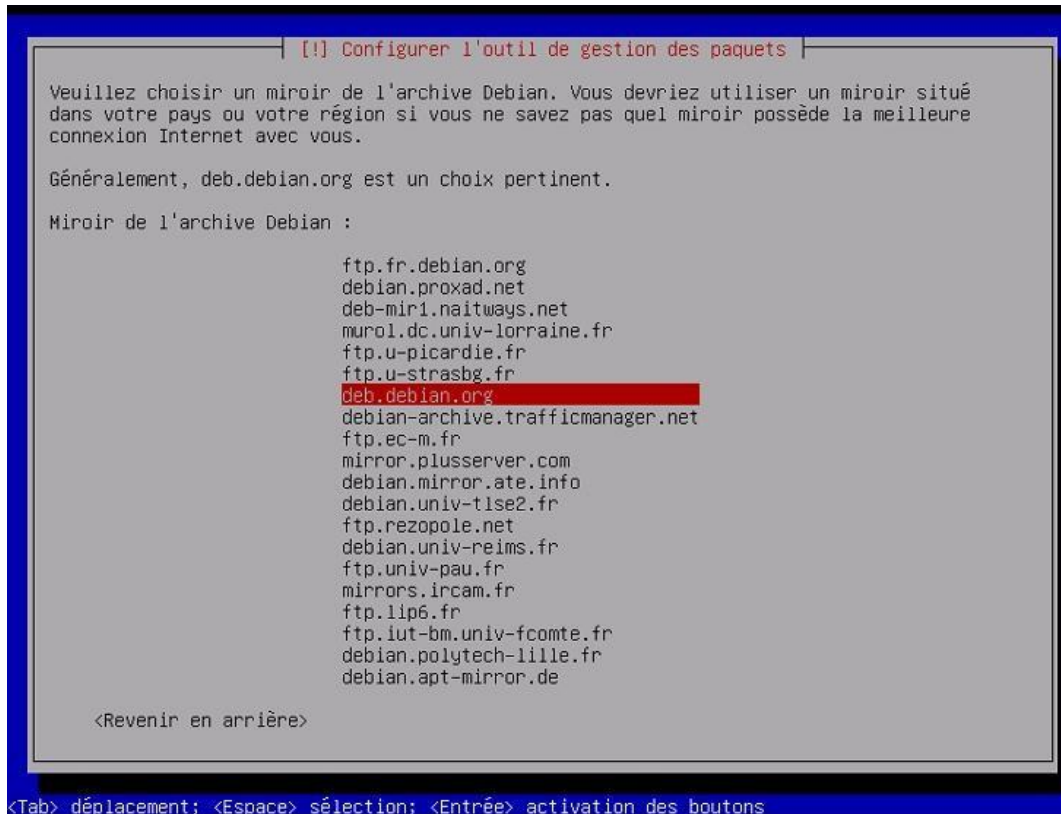 [!] Configurer l'outil de gestion des paquets
Veuillez choisir un miroir de l'archive Debian. Vous devriez utiliser un miroir situé
dans votre pays ou votre région si vous ne savez pas quel miroir possède la meilleure
connexion Internet avec vous.
Généralement, deb.debian.org est un choix pertinent.
Miroir de l'archive Debian :
ftp.fr.debian.org
debian.proxad.net
deb-mir1.naitways.net
murol.dc.univ-lorraine.fr
ftp.u-picardie.fr
ftp.u-strasbg.fr
deb.debian.org
debian-archive.trafficmanager.net
ftp.ec-m.fr
mirror.plusserver.com
debian.mirror.ate.info
debian.univ-tlse2.fr
ftp.rezopole.net
debian.univ-reims.fr
ftp.univ-pau.fr
mirrors.ircam.fr
ftp.lip6.fr
ftp.iut-bm.univ-fcomte.fr
debian.polytech-lille.fr
debian.apt-mirror.de
<Revenir en arrière>
<Tab> déplacement; <Espace> sélection; <Entrée> activation des boutons